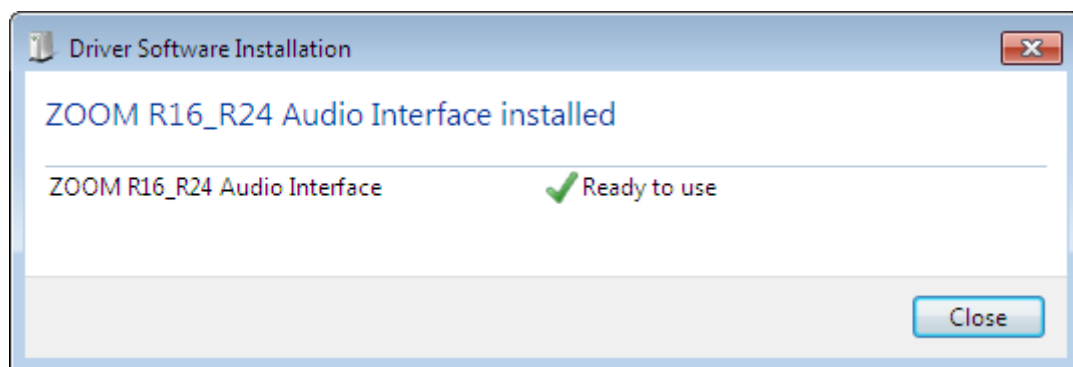 Driver Software Installation
ZOOM R16_R24 Audio Interface installed
ZOOM R16_R24 Audio Interface Ready to use
Close